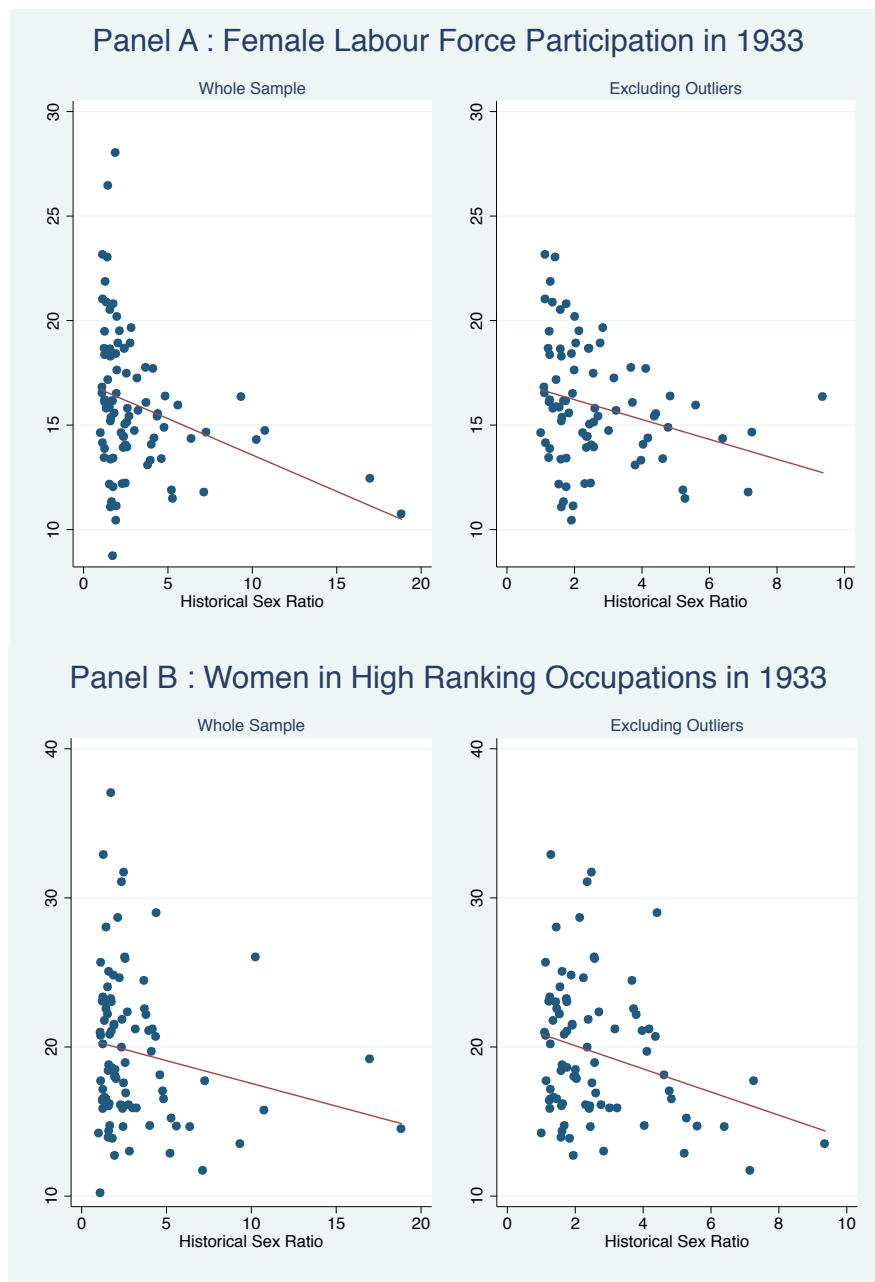 Panel A : Female Labour Force Participation in 1933
Whole Sample
Excluding Outliers
30
25
20
15
10
0 5 10 15 20
Historical Sex Ratio
30
25
20
15
10
0 2 4 6 8 10
Historical Sex Ratio
Panel B : Women in High Ranking Occupations in 1933
Whole Sample
Excluding Outliers
40
30
20
10
0 5 10 15 20
Historical Sex Ratio
40
30
20
10
0 2 4 6 8 10
Historical Sex Ratio